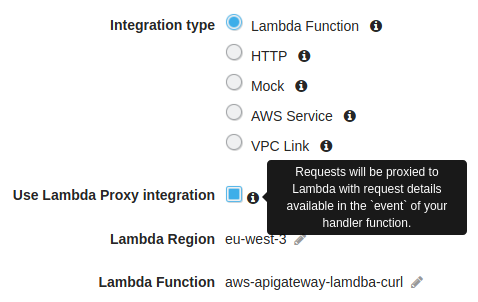 Integration type
Lambda Function
HTTP
Mock
AWS Service
VPC Link
Use Lambda Proxy integration
Requests will be proxied to
Lambda with request details
available in the `event` of your
handler function.
Lambda Region eu-west-3
Lambda Function aws-apigateway-lamdba-curl